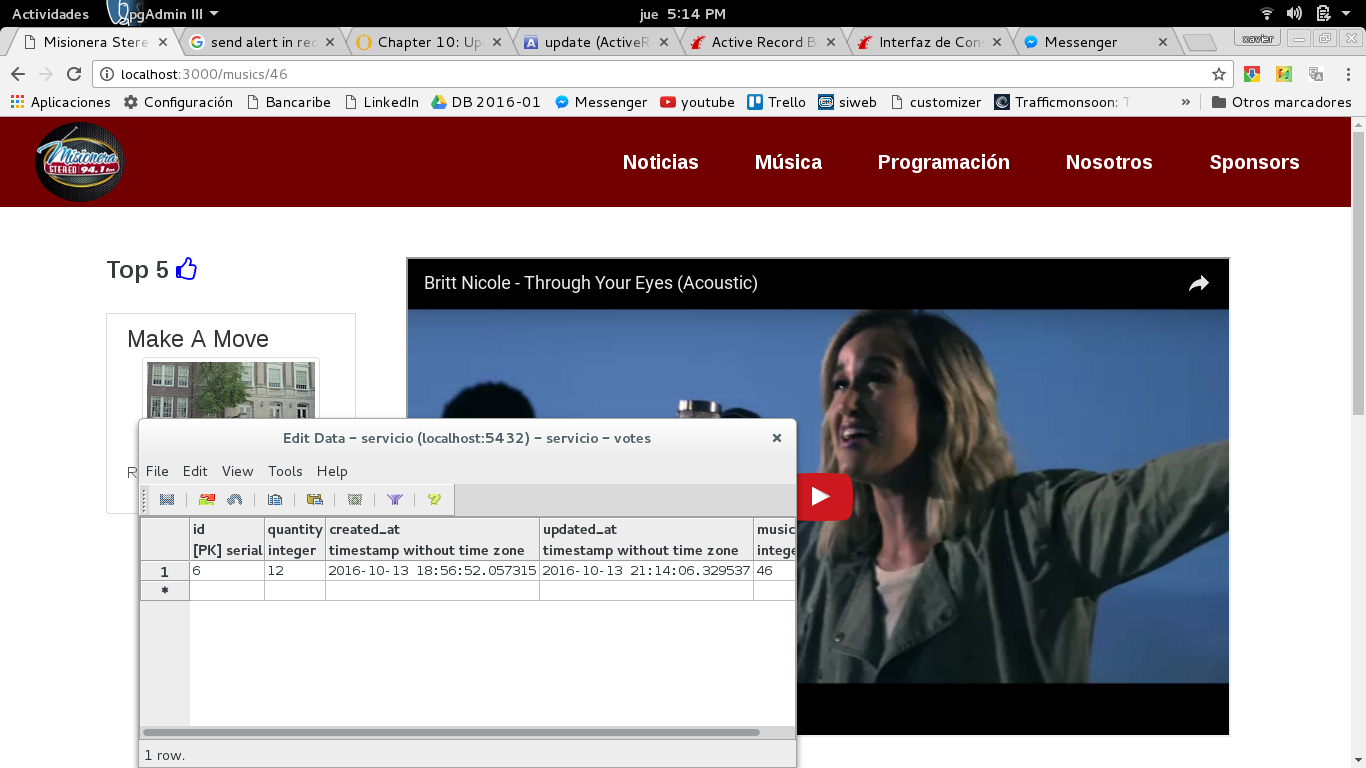 Actividades pgAdmin III jue 5:14 PM
Misionera Stere send alert in rec Chapter 10: Up update (ActiveR Active Record B Interfaz de Con Messenger xavier
localhost:3000/musics/46
Aplicaciones Configuración Bancaribe LinkedIn DB 2016-01 Messenger youtube Trello siweb customizer Trafficmonsoon: T » Otros marcadores
Misionera
STEREO 94.1 fm
Noticias Música Programación Nosotros Sponsors
Top 5
Make A Move
R
Britt Nicole - Through Your Eyes (Acoustic)
Edit Data – servicio (localhost:5432) – servicio – votes
File Edit View Tools Help
id quantity created_at updated_at music
[PK] serial integer timestamp without time zone timestamp without time zone intege
1 6 12 2016-10-13 18:56:52.057315 2016-10-13 21:14:06.329537 46
*
1 row.